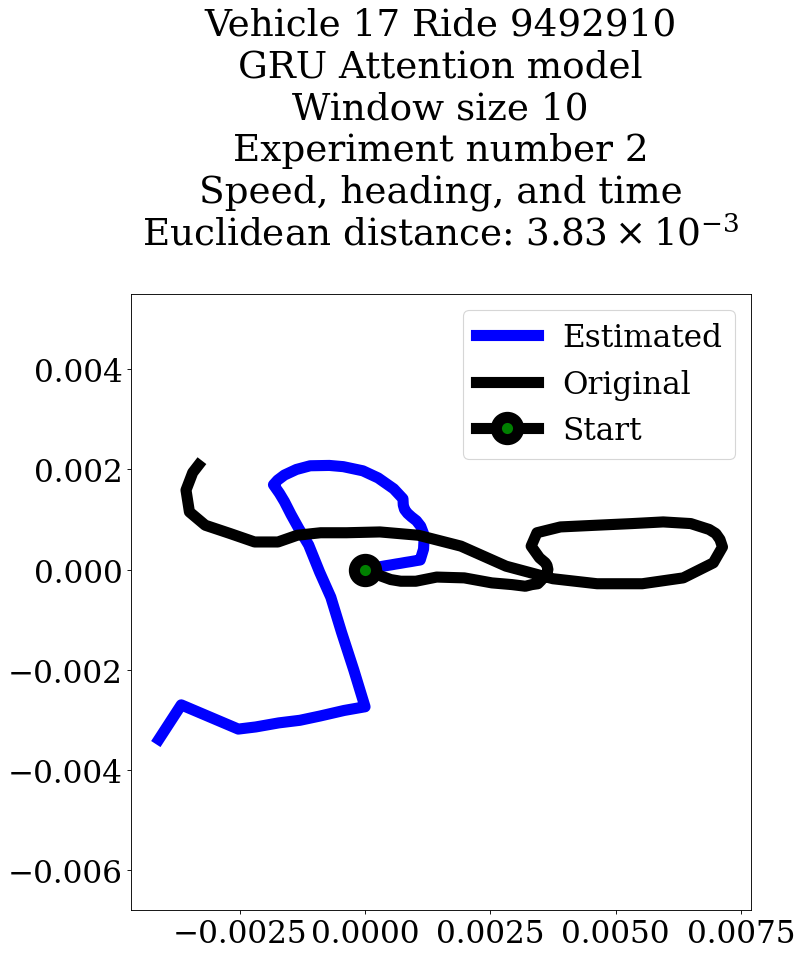 Vehicle 17 Ride 9492910
GRU Attention model
Window size 10
Experiment number 2
Speed, heading, and time
Euclidean distance: 3.83 × 10⁻³
Estimated
Original
Start
0.004
0.002
0.000
−0.002
−0.004
−0.006
−0.0025 0.0000 0.0025 0.0050 0.0075